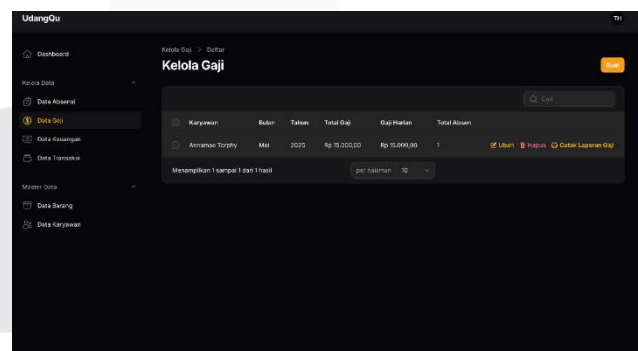 UdangQu
TH
Dashboard
Kelola Data
Data Absensi
Data Gaji
Data Keuangan
Data Transaksi
Master Data
Data Barang
Data Karyawan
Kelola Gaji > Daftar
Kelola Gaji
Buat
Cari
Karyawan Bulan Tahun Total Gaji Gaji Harian Total Absen
Annamae Torphy Mei 2025 Rp 15.000,00 Rp 15.000,00 1 Ubah Hapus Cetak Laporan Gaji
Menampilkan 1 sampai 1 dari 1 hasil
per halaman 10